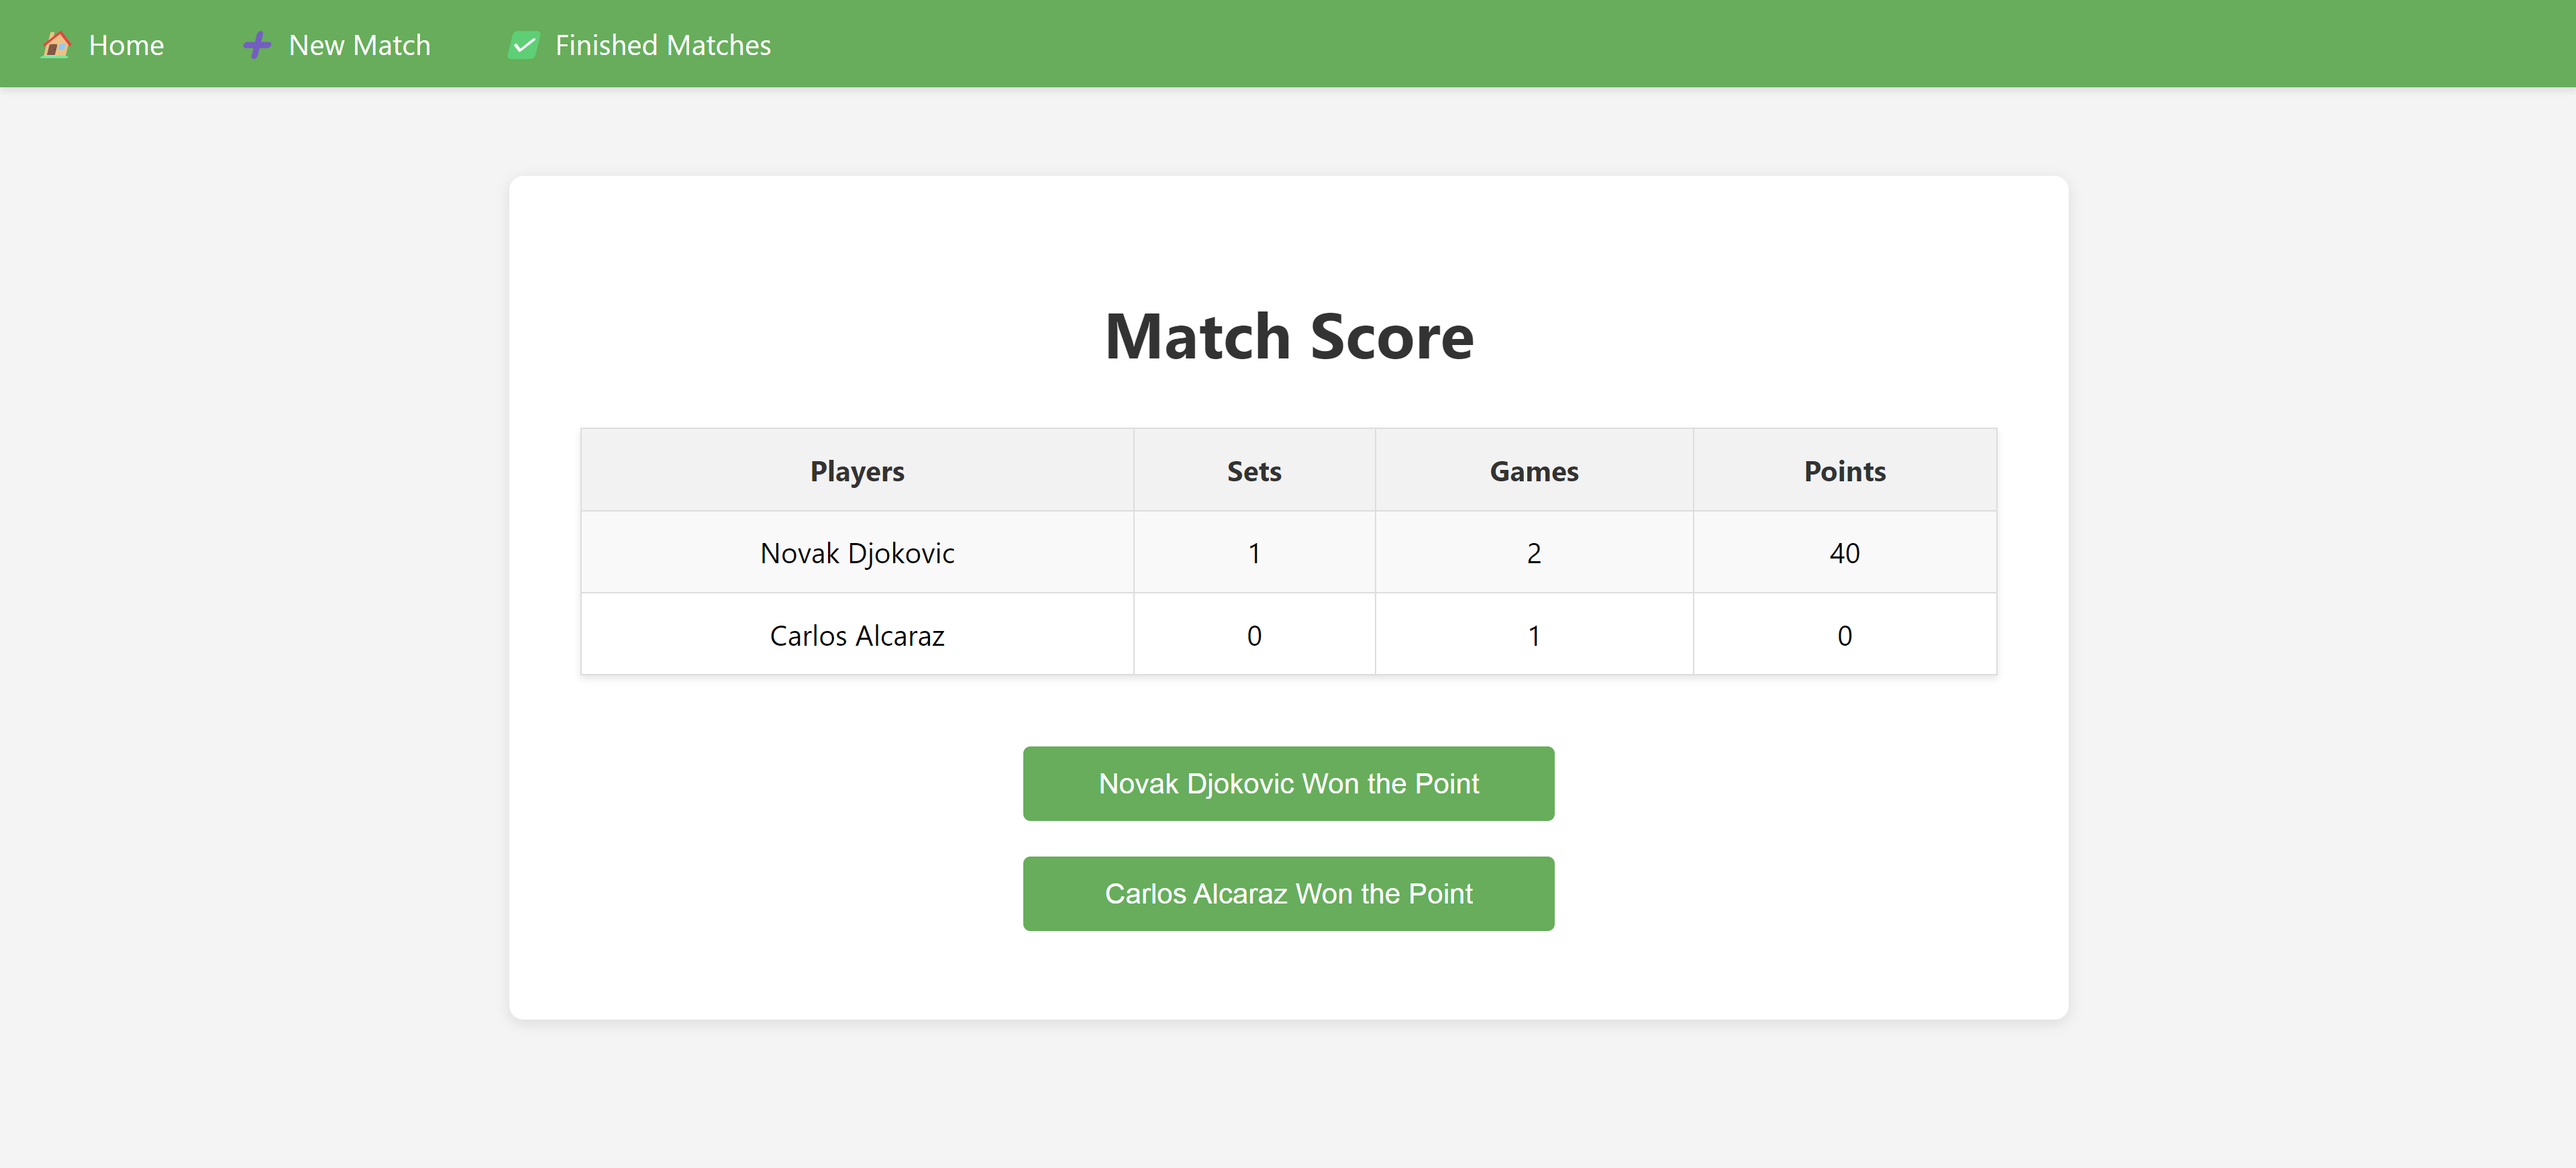 Home New Match Finished Matches
Match Score
Players Sets Games Points
Novak Djokovic 1 2 40
Carlos Alcaraz 0 1 0
Novak Djokovic Won the Point
Carlos Alcaraz Won the Point